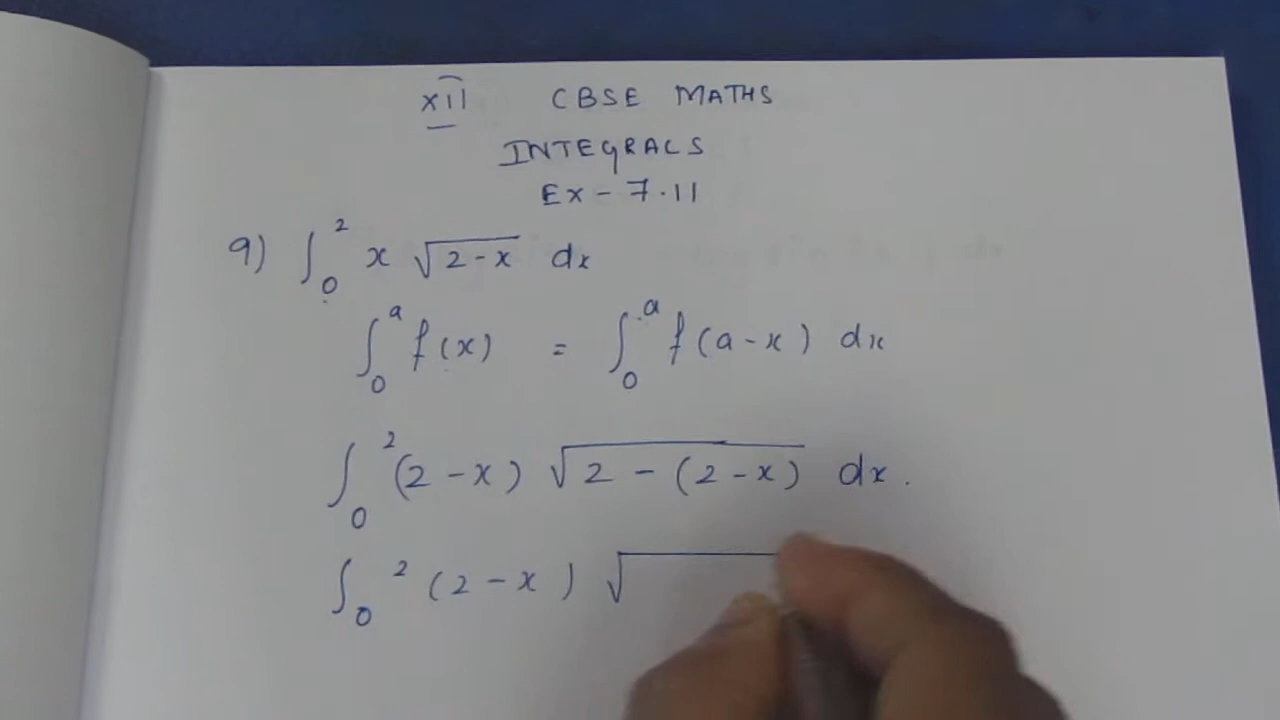 XII CBSE MATHS
INTEGRALS
Ex - 7.11
9) ∫₀² x √(2-x) dx
∫₀ᵃ f(x) = ∫₀ᵃ f(a-x) dx
∫₀² (2-x) √(2-(2-x)) dx.
∫₀² (2-x) √